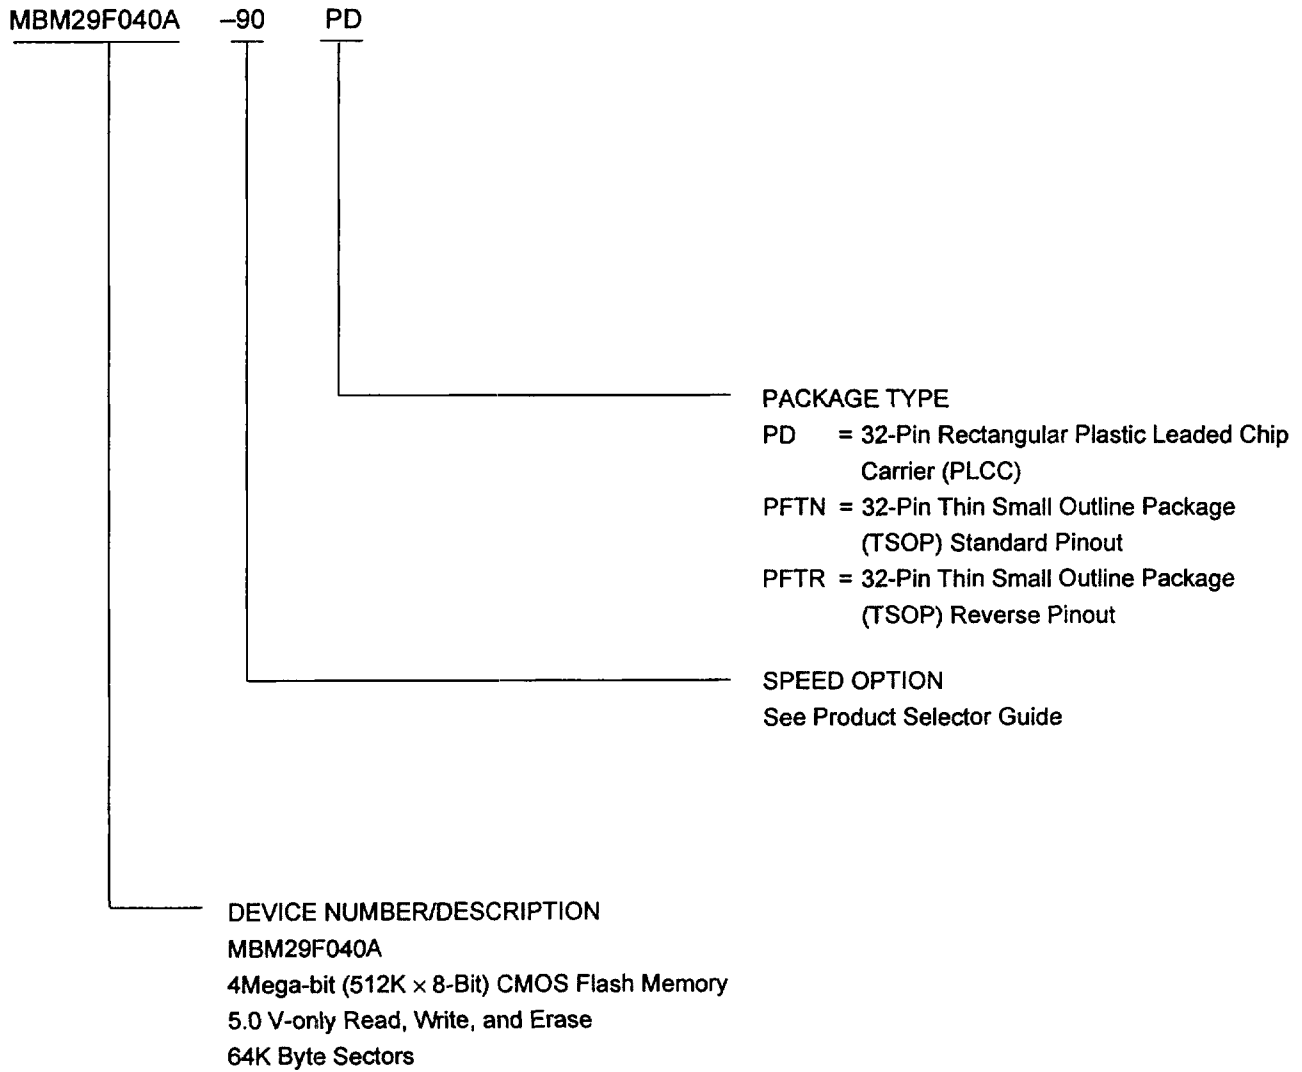 MBM29F040A –90 PD
PACKAGE TYPE
PD = 32-Pin Rectangular Plastic Leaded Chip
Carrier (PLCC)
PFTN = 32-Pin Thin Small Outline Package
(TSOP) Standard Pinout
PFTR = 32-Pin Thin Small Outline Package
(TSOP) Reverse Pinout
SPEED OPTION
See Product Selector Guide
DEVICE NUMBER/DESCRIPTION
MBM29F040A
4Mega-bit (512K × 8-Bit) CMOS Flash Memory
5.0 V-only Read, Write, and Erase
64K Byte Sectors